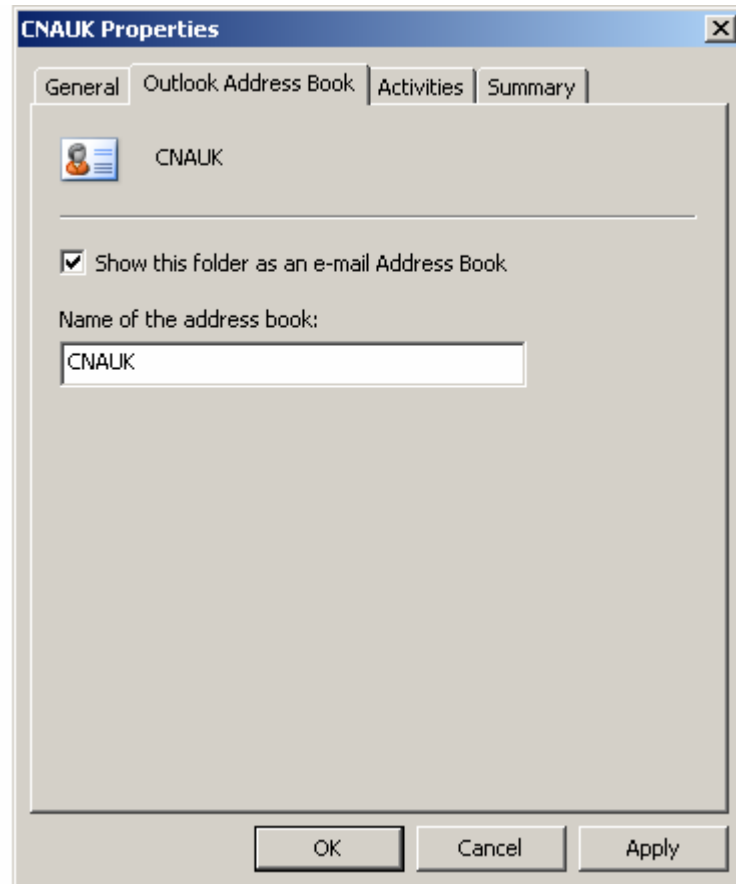 CNAUK Properties
General Outlook Address Book Activities Summary
CNAUK
Show this folder as an e-mail Address Book
Name of the address book:
CNAUK
OK Cancel Apply